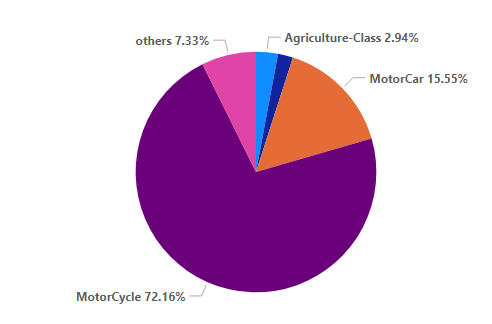 others 7.33%
Agriculture-Class 2.94%
MotorCar 15.55%
MotorCycle 72.16%